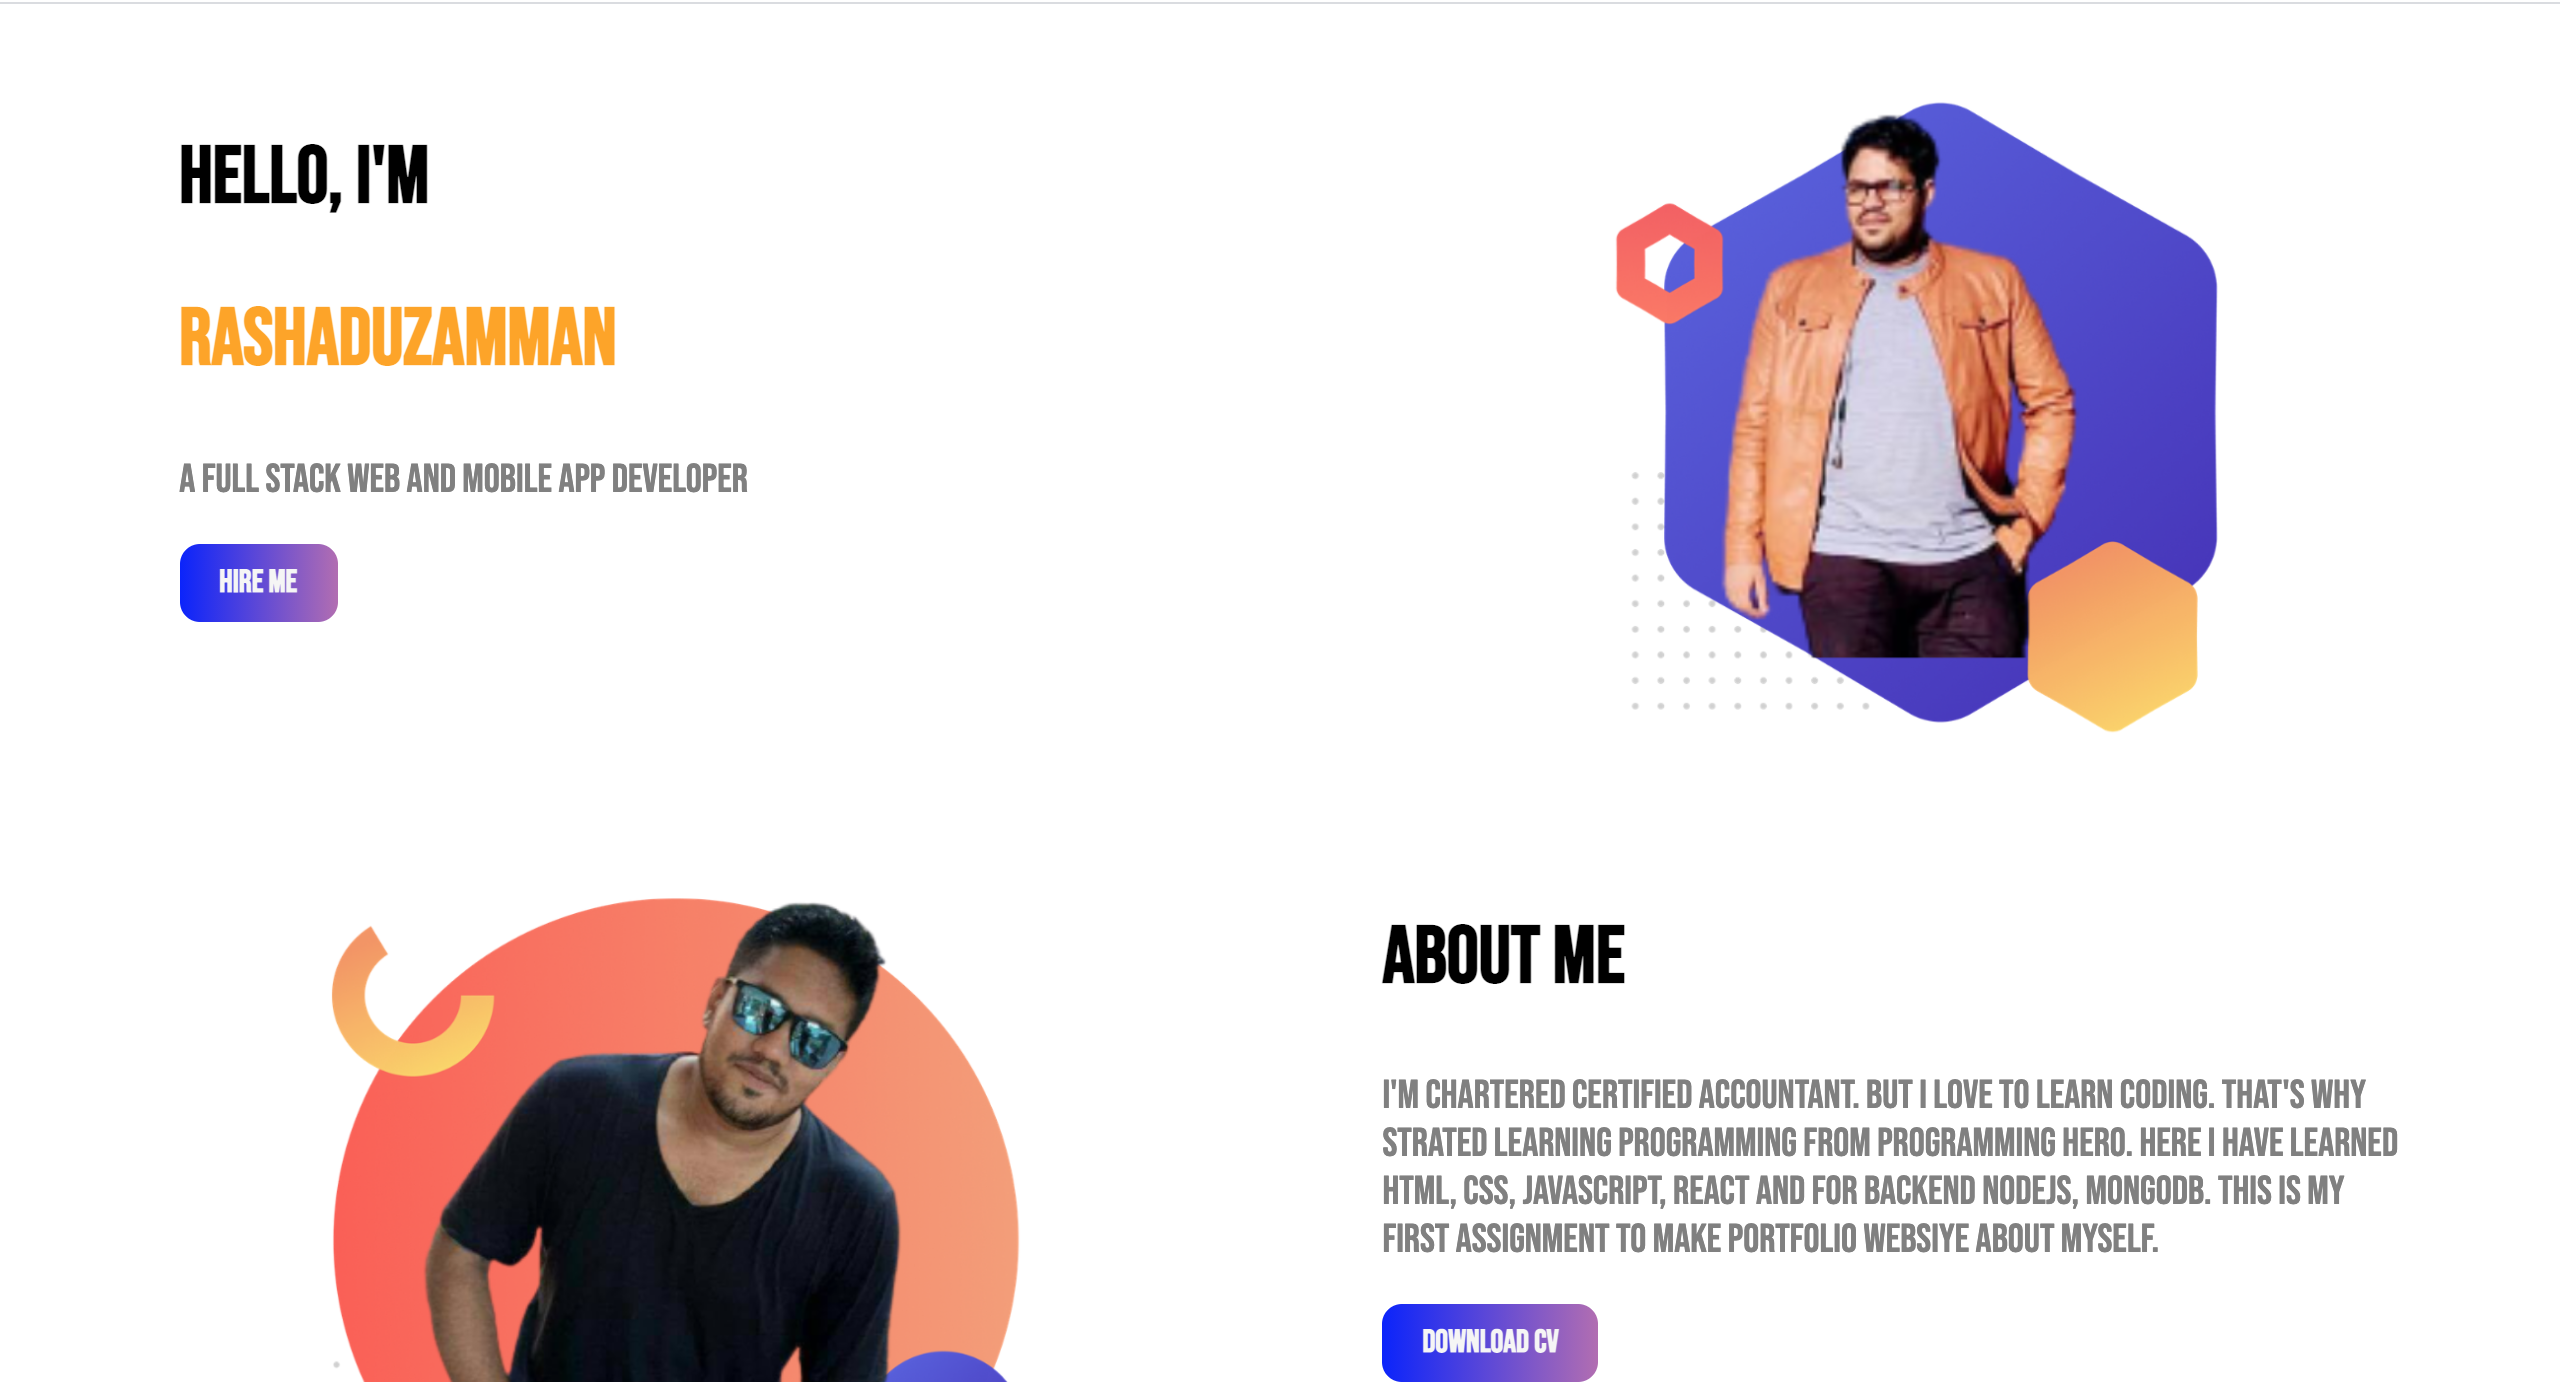 HELLO, I'M
RASHADUZAMMAN
A FULL STACK WEB AND MOBILE APP DEVELOPER
HIRE ME
ABOUT ME
I'M CHARTERED CERTIFIED ACCOUNTANT. BUT I LOVE TO LEARN CODING. THAT'S WHY
STRATED LEARNING PROGRAMMING FROM PROGRAMMING HERO. HERE I HAVE LEARNED
HTML, CSS, JAVASCRIPT, REACT AND FOR BACKEND NODEJS, MONGODB. THIS IS MY
FIRST ASSIGNMENT TO MAKE PORTFOLIO WEBSIYE ABOUT MYSELF.
DOWNLOAD CV